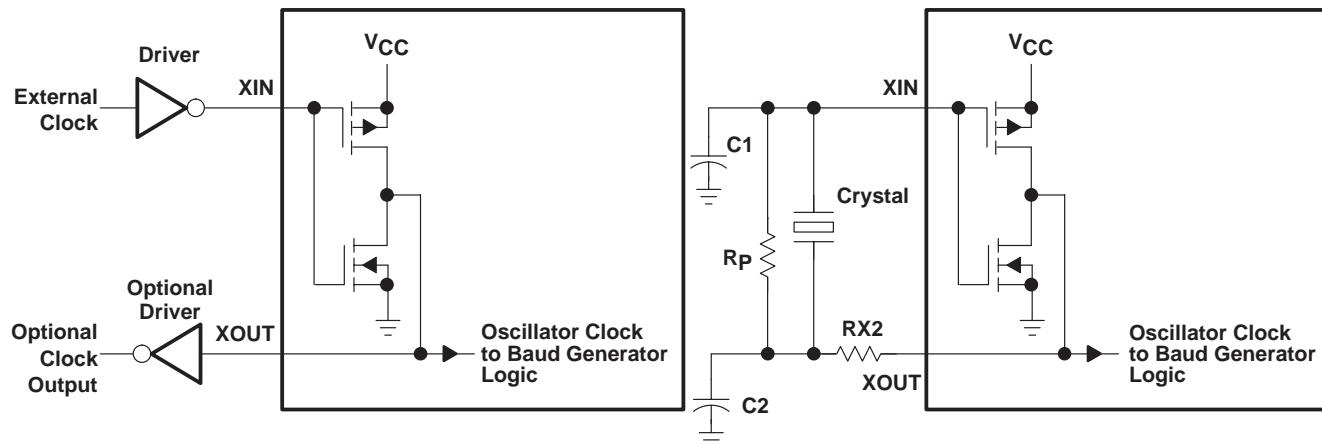 Driver
VCC
External
Clock
XIN
Optional
Driver
Optional
Clock
Output
XOUT
Oscillator Clock
to Baud Generator
Logic
VCC
XIN
C1
Crystal
RP
RX2
XOUT
C2
Oscillator Clock
to Baud Generator
Logic